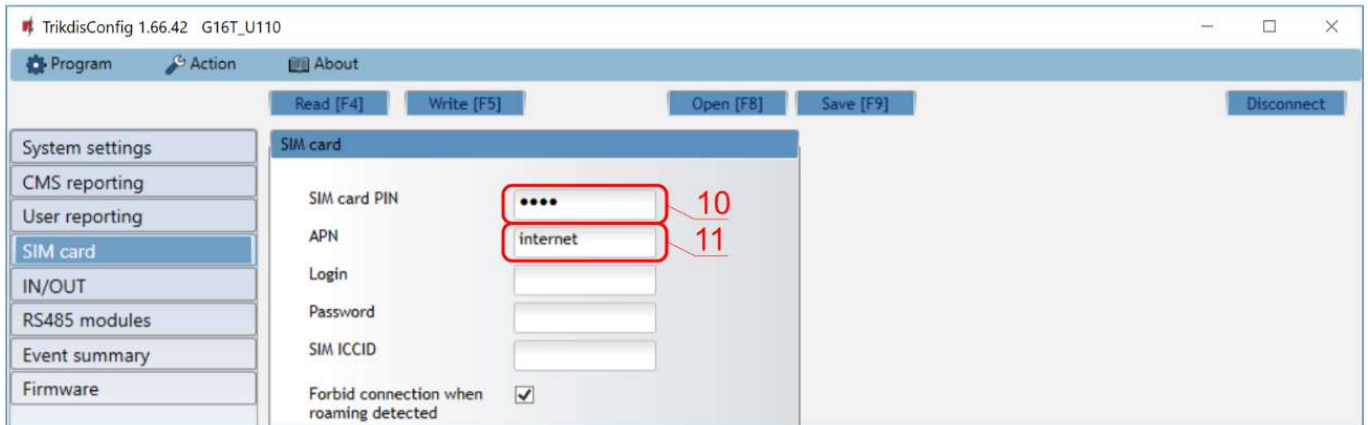 TrikdisConfig 1.66.42 G16T_U110
Program Action About
Read [F4] Write [F5] Open [F8] Save [F9] Disconnect
System settings
CMS reporting
User reporting
SIM card
IN/OUT
RS485 modules
Event summary
Firmware
SIM card
SIM card PIN •••• 10
APN internet 11
Login
Password
SIM ICCID
Forbid connection when
roaming detected